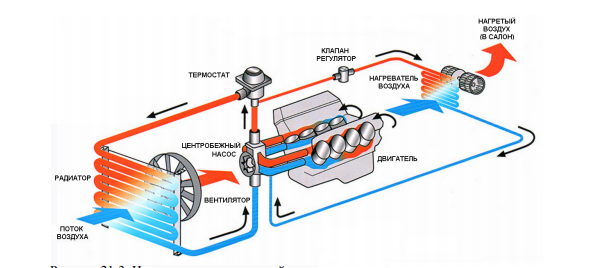 НАГРЕТЫЙ
ВОЗДУХ
(В САЛОН)
КЛАПАН
РЕГУЛЯТОР
ТЕРМОСТАТ
НАГРЕВАТЕЛЬ
ВОЗДУХА
ЦЕНТРОБЕЖНЫЙ
НАСОС
ДВИГАТЕЛЬ
РАДИАТОР
ВЕНТИЛЯТОР
ПОТОК
ВОЗДУХА